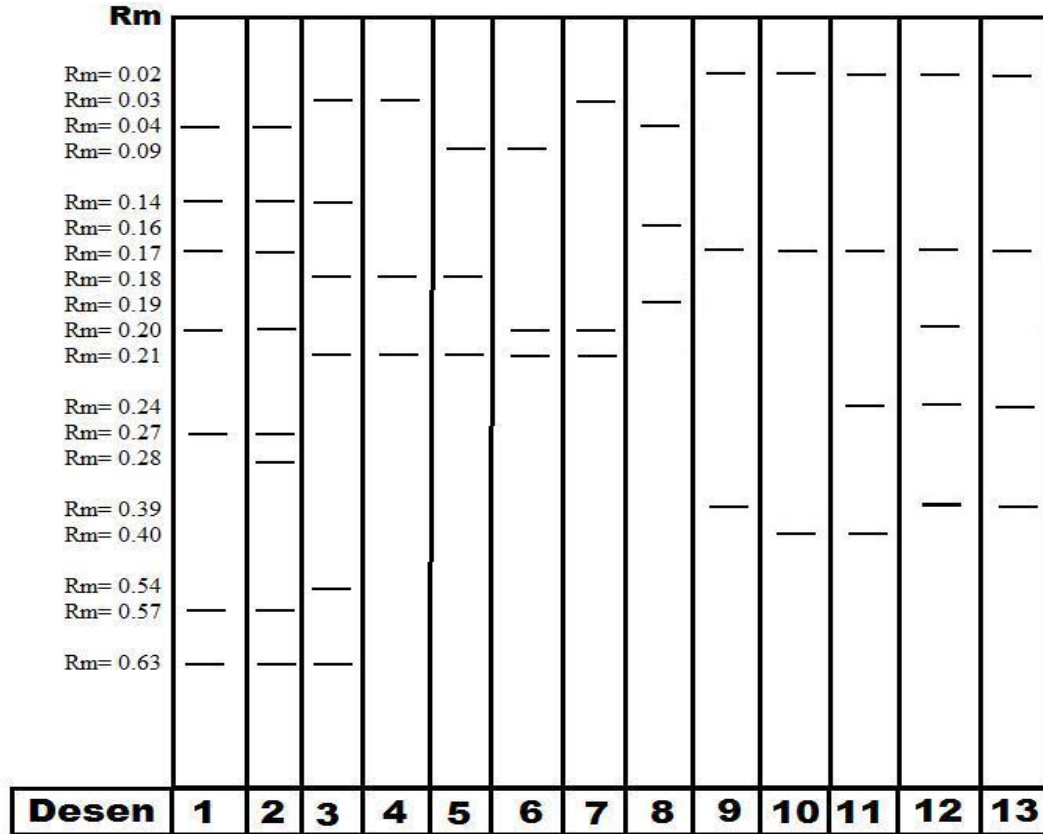 Rm
Rm= 0.02
Rm= 0.03
Rm= 0.04
Rm= 0.09
Rm= 0.14
Rm= 0.16
Rm= 0.17
Rm= 0.18
Rm= 0.19
Rm= 0.20
Rm= 0.21
Rm= 0.24
Rm= 0.27
Rm= 0.28
Rm= 0.39
Rm= 0.40
Rm= 0.54
Rm= 0.57
Rm= 0.63
Desen 1 2 3 4 5 6 7 8 9 10 11 12 13